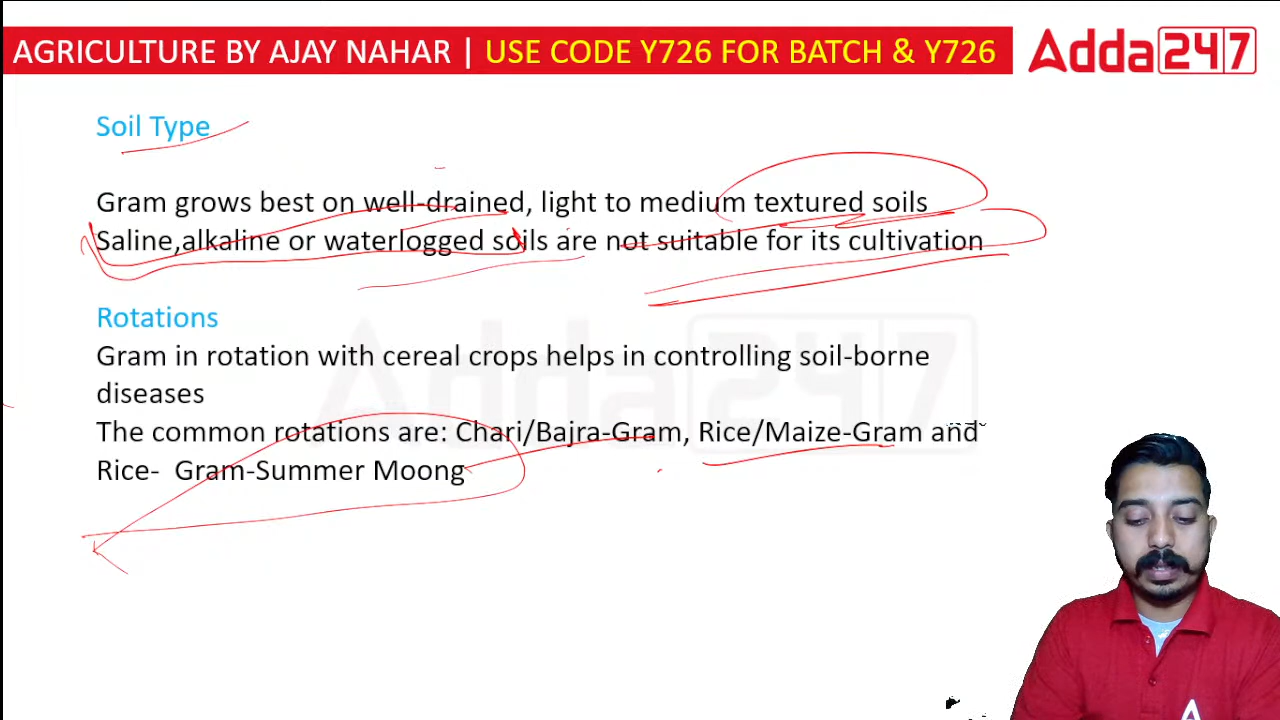 AGRICULTURE BY AJAY NAHAR | USE CODE Y726 FOR BATCH & Y726
Adda247
Soil Type
Gram grows best on well-drained, light to medium textured soils
Saline,alkaline or waterlogged soils are not suitable for its cultivation
Rotations
Gram in rotation with cereal crops helps in controlling soil-borne
diseases
The common rotations are: Chari/Bajra-Gram, Rice/Maize-Gram and
Rice- Gram-Summer Moong
Adda247